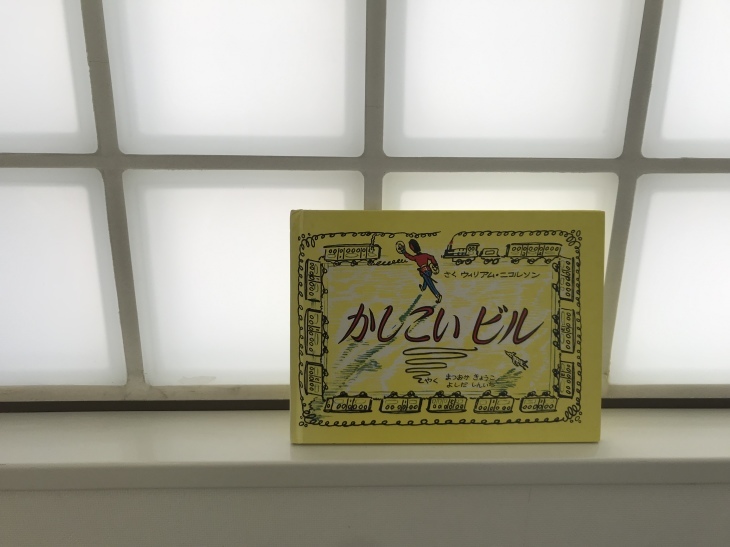 さく ウィリアム・ニコルソン
かしこい ビル
やく まつおか きょうこ
よしだ しんいち